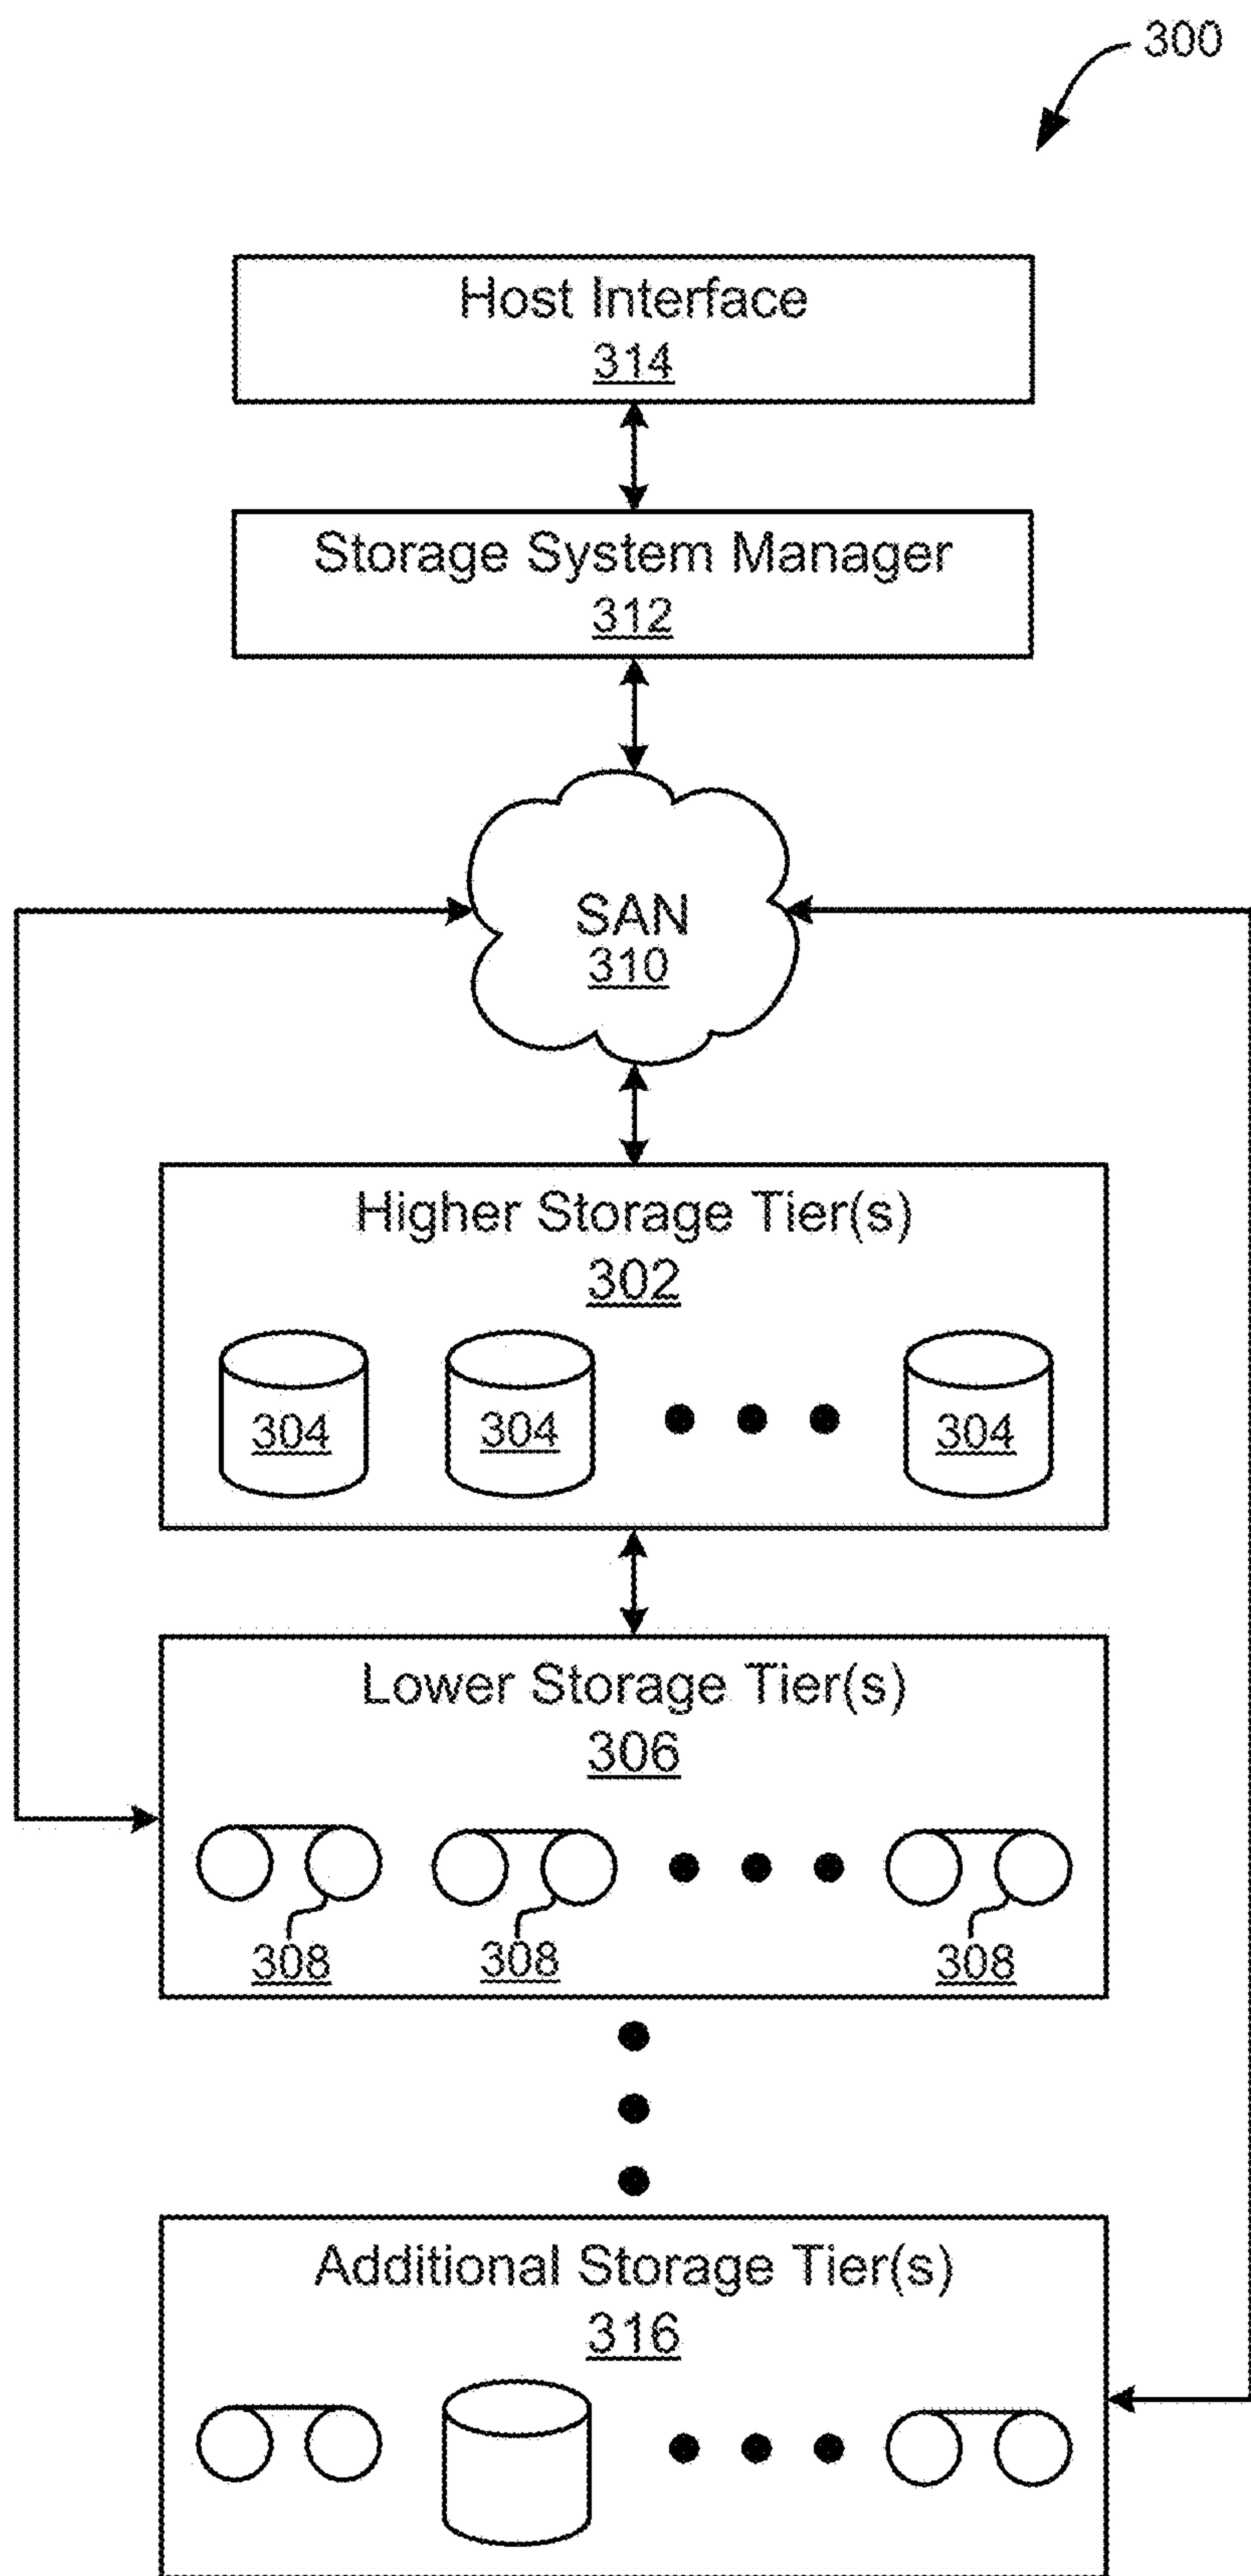 300
Host Interface
314
Storage System Manager
312
SAN
310
Higher Storage Tier(s)
302
304 304 304
Lower Storage Tier(s)
306
308 308 308
Additional Storage Tier(s)
316